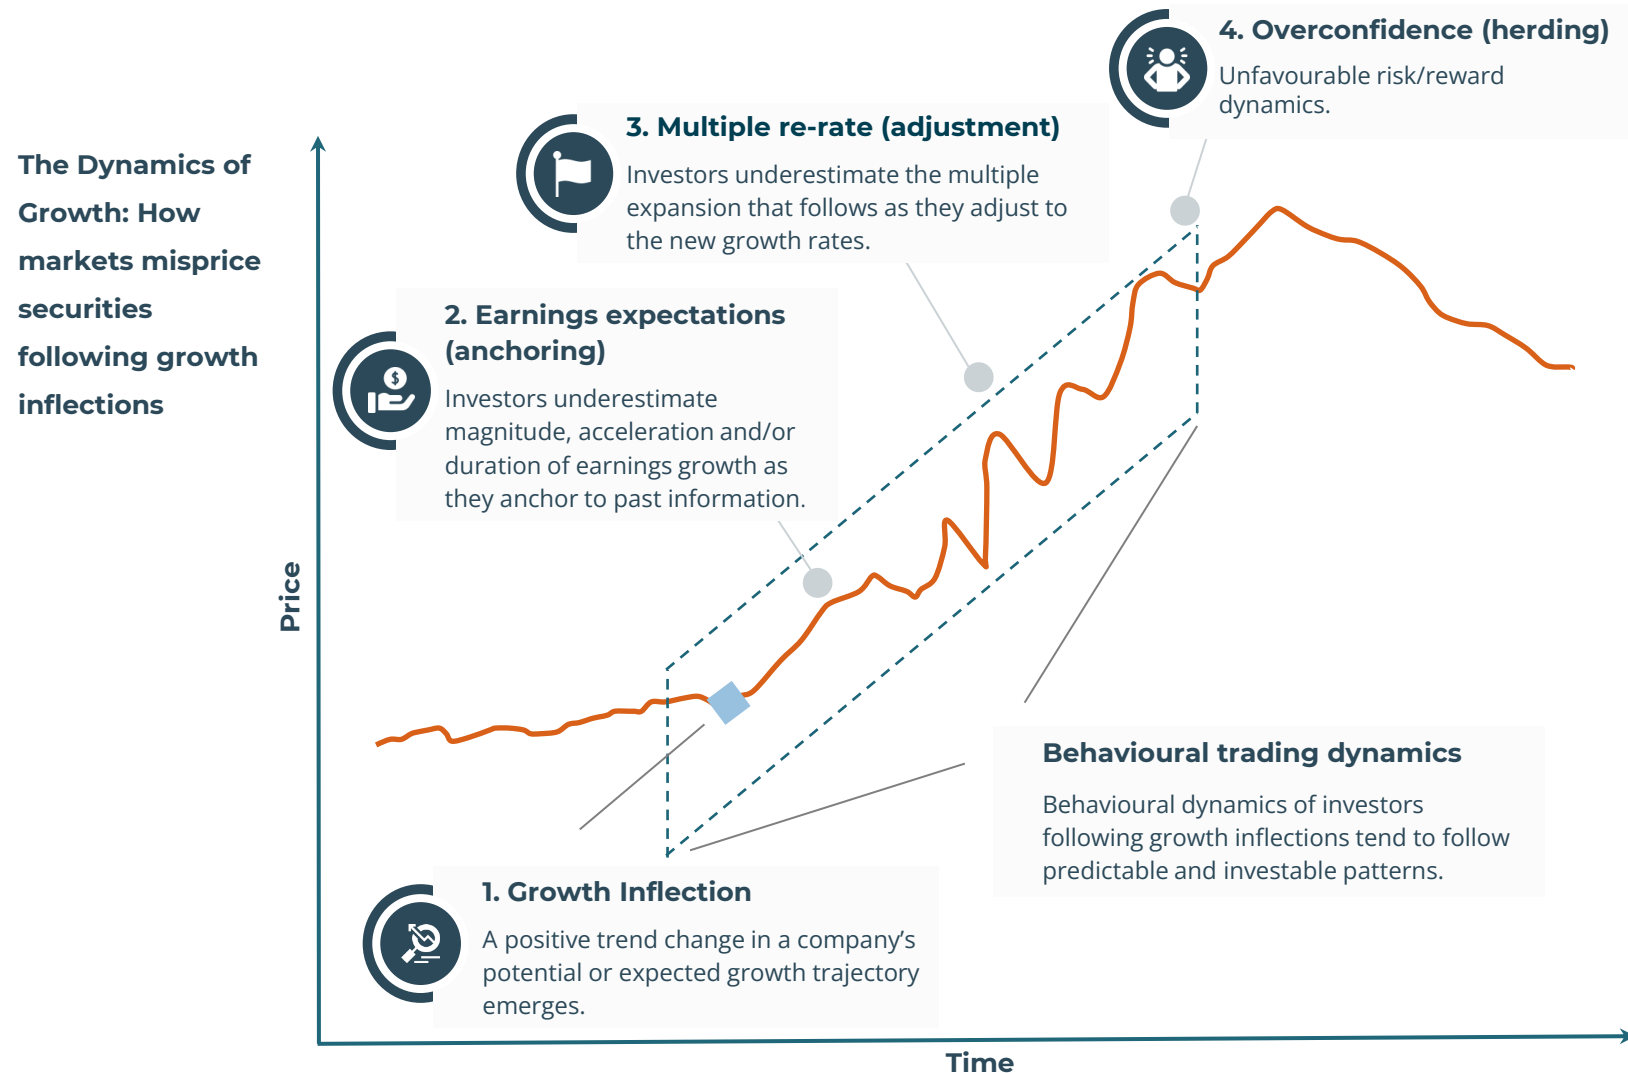 The Dynamics of
Growth: How
markets misprice
securities
following growth
inflections
4. Overconfidence (herding)
Unfavourable risk/reward
dynamics.
3. Multiple re-rate (adjustment)
Investors underestimate the multiple
expansion that follows as they adjust to
the new growth rates.
2. Earnings expectations
(anchoring)
Investors underestimate
magnitude, acceleration and/or
duration of earnings growth as
they anchor to past information.
$
Price
Behavioural trading dynamics
Behavioural dynamics of investors
following growth inflections tend to follow
predictable and investable patterns.
1. Growth Inflection
A positive trend change in a company’s
potential or expected growth trajectory
emerges.
Time